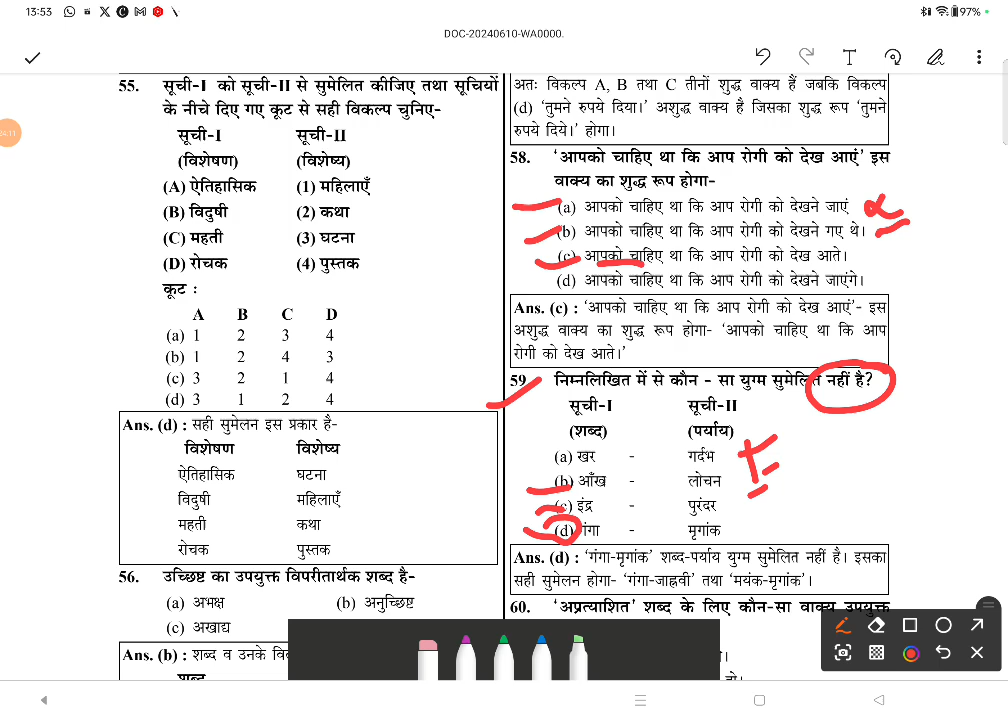 13:53
97%
DOC-20240610-WA0000.
55. सूची-I को सूची-II से सुमेलित कीजिए तथा सूचियों
के नीचे दिए गए कूट से सही विकल्प चुनिए-
सूची-I सूची-II
(विशेषण) (विशेष्य)
(A) ऐतिहासिक (1) महिलाएँ
(B) विदुषी (2) कथा
(C) महती (3) घटना
(D) रोचक (4) पुस्तक
कूट :
A B C D
(a) 1 2 3 4
(b) 1 2 4 3
(c) 3 2 1 4
(d) 3 1 2 4
Ans. (d) : सही सुमेलन इस प्रकार है-
विशेषण विशेष्य
ऐतिहासिक घटना
विदुषी महिलाएँ
महती कथा
रोचक पुस्तक
56. उच्छिष्ट का उपयुक्त विपरीतार्थक शब्द है-
(a) अभक्ष (b) अनुच्छिष्ट
(c) अखाद्य
Ans. (b) : शब्द व उनके
अतः विकल्प A, B तथा C तीनों शुद्ध वाक्य हैं जबकि विकल्प
(d) 'तुमने रुपये दिया।' अशुद्ध वाक्य है जिसका शुद्ध रूप 'तुमने
रुपये दिये।' होगा।
58. 'आपको चाहिए था कि आप रोगी को देख आएं' इस
वाक्य का शुद्ध रूप होगा-
(a) आपको चाहिए था कि आप रोगी को देखने जाएं
(b) आपको चाहिए था कि आप रोगी को देखने गए थे।
(c) आपको चाहिए था कि आप रोगी को देख आते।
(d) आपको चाहिए था कि आप रोगी को देखने जाएंगे।
Ans. (c) : 'आपको चाहिए था कि आप रोगी को देख आएं'- इस
अशुद्ध वाक्य का शुद्ध रूप होगा- 'आपको चाहिए था कि आप
रोगी को देख आते।'
59 निम्नलिखित में से कौन - सा युग्म सुमेलित नहीं है?
सूची-I सूची-II
(शब्द) (पर्याय)
(a) खर - गर्दभ
(b) आँख - लोचन
(c) इंद्र - पुरंदर
(d) गंगा - मृगांक
Ans. (d) : 'गंगा-मृगांक' शब्द-पर्याय युग्म सुमेलित नहीं है। इसका
सही सुमेलन होगा- 'गंगा-जाह्नवी' तथा 'मयंक-मृगांक'।
60. 'अप्रत्याशित' शब्द के लिए कौन-सा वाक्य उपयुक्त